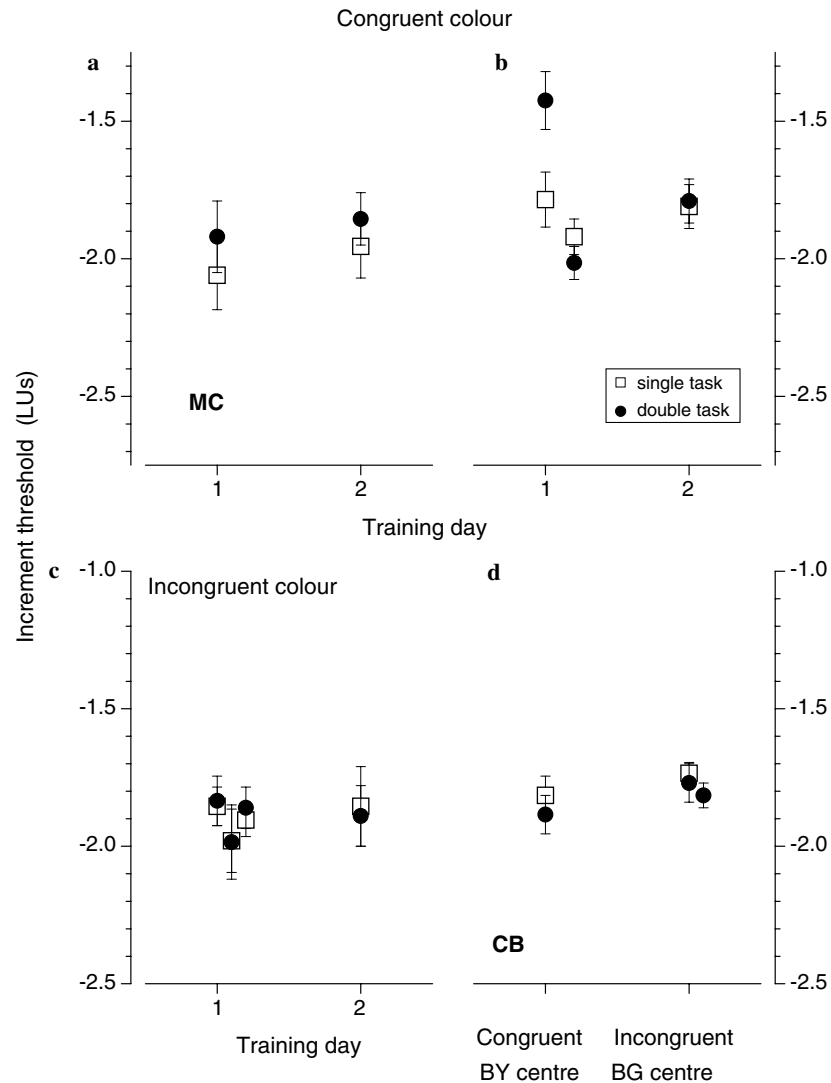 Congruent colour
a
b
-1.5
-1.5
-2.0
-2.0
-2.5
-2.5
MC
single task
double task
1
2
1
2
Training day
Increment threshold (LUs)
c
Incongruent colour
d
-1.0
-1.0
-1.5
-1.5
-2.0
-2.0
CB
-2.5
-2.5
1
2
Training day
Congruent
Incongruent
BY centre
BG centre